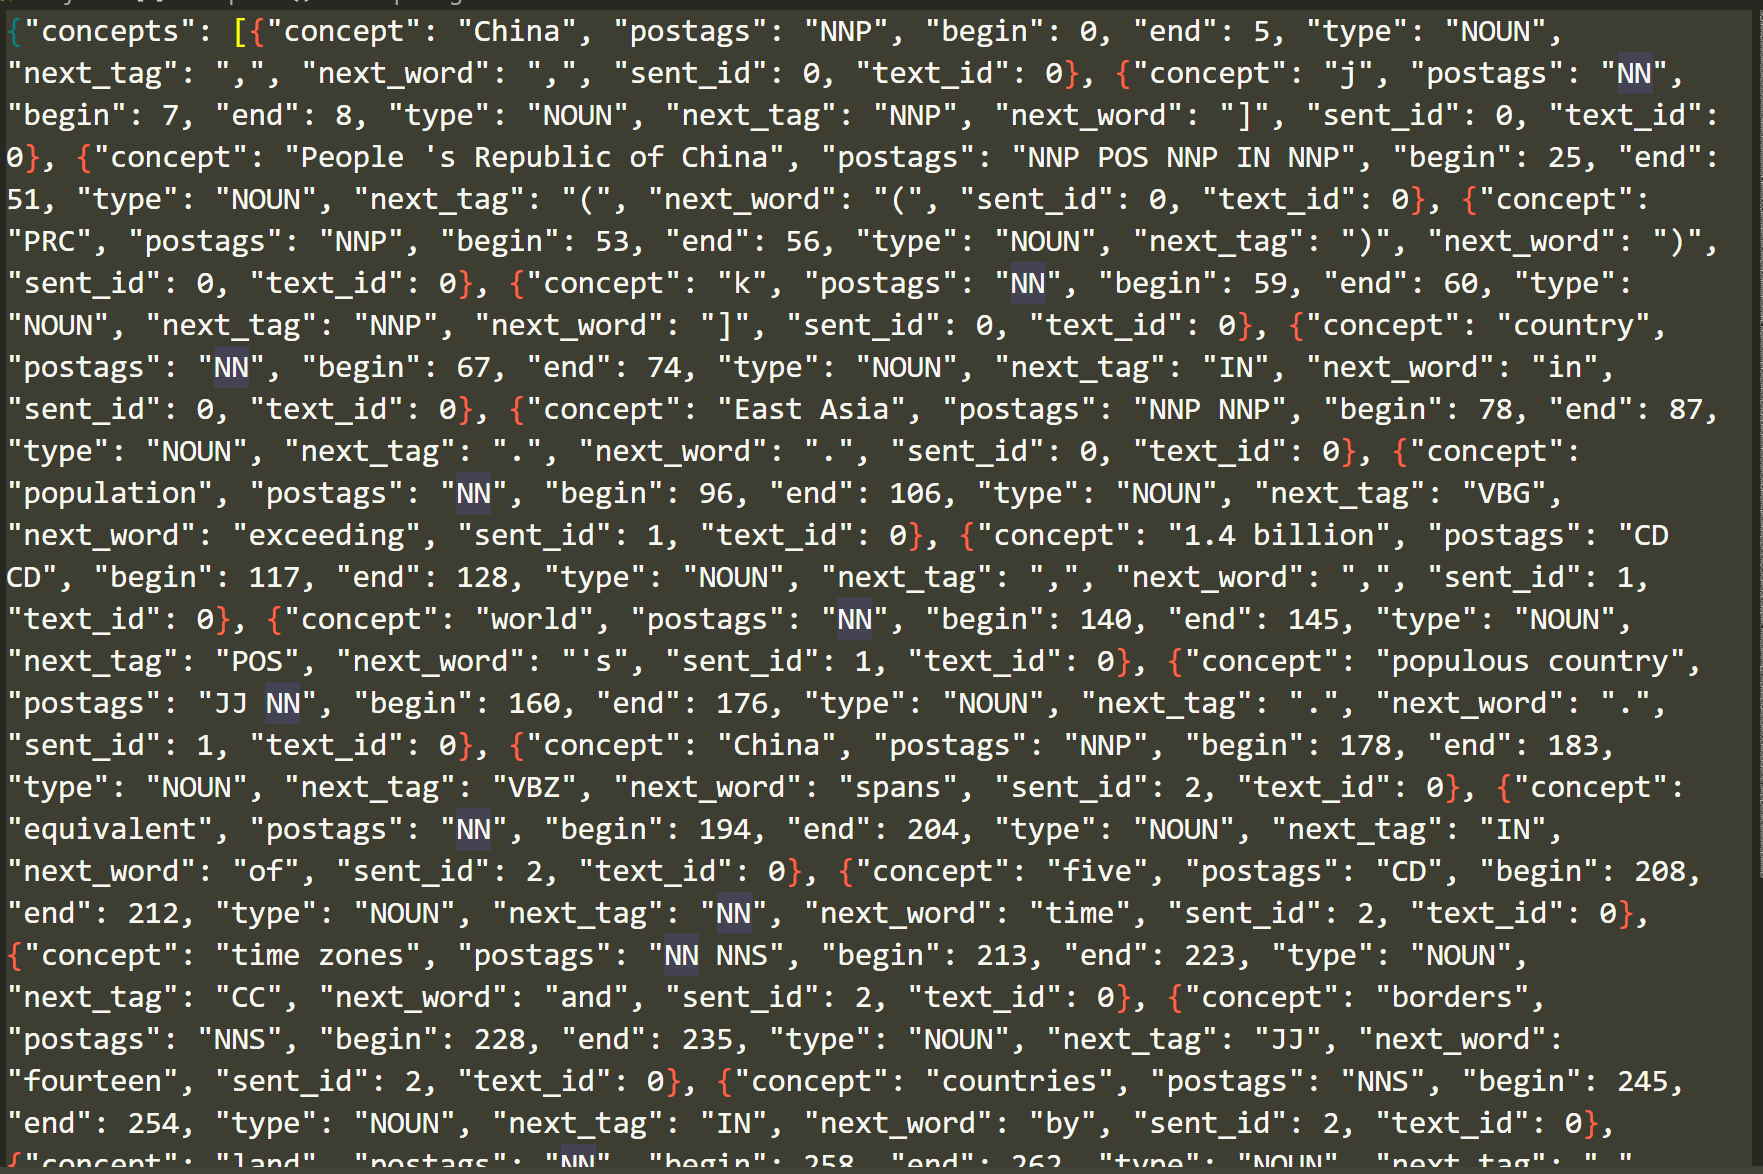 {"concepts": [{"concept": "China", "postags": "NNP", "begin": 0, "end": 5, "type": "NOUN",
"next_tag": ",", "next_word": ",", "sent_id": 0, "text_id": 0}, {"concept": "j", "postags": "NN",
"begin": 7, "end": 8, "type": "NOUN", "next_tag": "NNP", "next_word": "]", "sent_id": 0, "text_id":
0}, {"concept": "People 's Republic of China", "postags": "NNP POS NNP IN NNP", "begin": 25, "end":
51, "type": "NOUN", "next_tag": "(", "next_word": "(", "sent_id": 0, "text_id": 0}, {"concept":
"PRC", "postags": "NNP", "begin": 53, "end": 56, "type": "NOUN", "next_tag": ")", "next_word": ")",
"sent_id": 0, "text_id": 0}, {"concept": "k", "postags": "NN", "begin": 59, "end": 60, "type":
"NOUN", "next_tag": "NNP", "next_word": "]", "sent_id": 0, "text_id": 0}, {"concept": "country",
"postags": "NN", "begin": 67, "end": 74, "type": "NOUN", "next_tag": "IN", "next_word": "in",
"sent_id": 0, "text_id": 0}, {"concept": "East Asia", "postags": "NNP NNP", "begin": 78, "end": 87,
"type": "NOUN", "next_tag": ".", "next_word": ".", "sent_id": 0, "text_id": 0}, {"concept":
"population", "postags": "NN", "begin": 96, "end": 106, "type": "NOUN", "next_tag": "VBG",
"next_word": "exceeding", "sent_id": 1, "text_id": 0}, {"concept": "1.4 billion", "postags": "CD
CD", "begin": 117, "end": 128, "type": "NOUN", "next_tag": ",", "next_word": ",", "sent_id": 1,
"text_id": 0}, {"concept": "world", "postags": "NN", "begin": 140, "end": 145, "type": "NOUN",
"next_tag": "POS", "next_word": "'s", "sent_id": 1, "text_id": 0}, {"concept": "populous country",
"postags": "JJ NN", "begin": 160, "end": 176, "type": "NOUN", "next_tag": ".", "next_word": ".",
"sent_id": 1, "text_id": 0}, {"concept": "China", "postags": "NNP", "begin": 178, "end": 183,
"type": "NOUN", "next_tag": "VBZ", "next_word": "spans", "sent_id": 2, "text_id": 0}, {"concept":
"equivalent", "postags": "NN", "begin": 194, "end": 204, "type": "NOUN", "next_tag": "IN",
"next_word": "of", "sent_id": 2, "text_id": 0}, {"concept": "five", "postags": "CD", "begin": 208,
"end": 212, "type": "NOUN", "next_tag": "NN", "next_word": "time", "sent_id": 2, "text_id": 0},
{"concept": "time zones", "postags": "NN NNS", "begin": 213, "end": 223, "type": "NOUN",
"next_tag": "CC", "next_word": "and", "sent_id": 2, "text_id": 0}, {"concept": "borders",
"postags": "NNS", "begin": 228, "end": 235, "type": "NOUN", "next_tag": "JJ", "next_word":
"fourteen", "sent_id": 2, "text_id": 0}, {"concept": "countries", "postags": "NNS", "begin": 245,
"end": 254, "type": "NOUN", "next_tag": "IN", "next_word": "by", "sent_id": 2, "text_id": 0},
{"concept": "land", "postags": "NN", "begin": 258, "end": 262, "type": "NOUN", "next_tag":